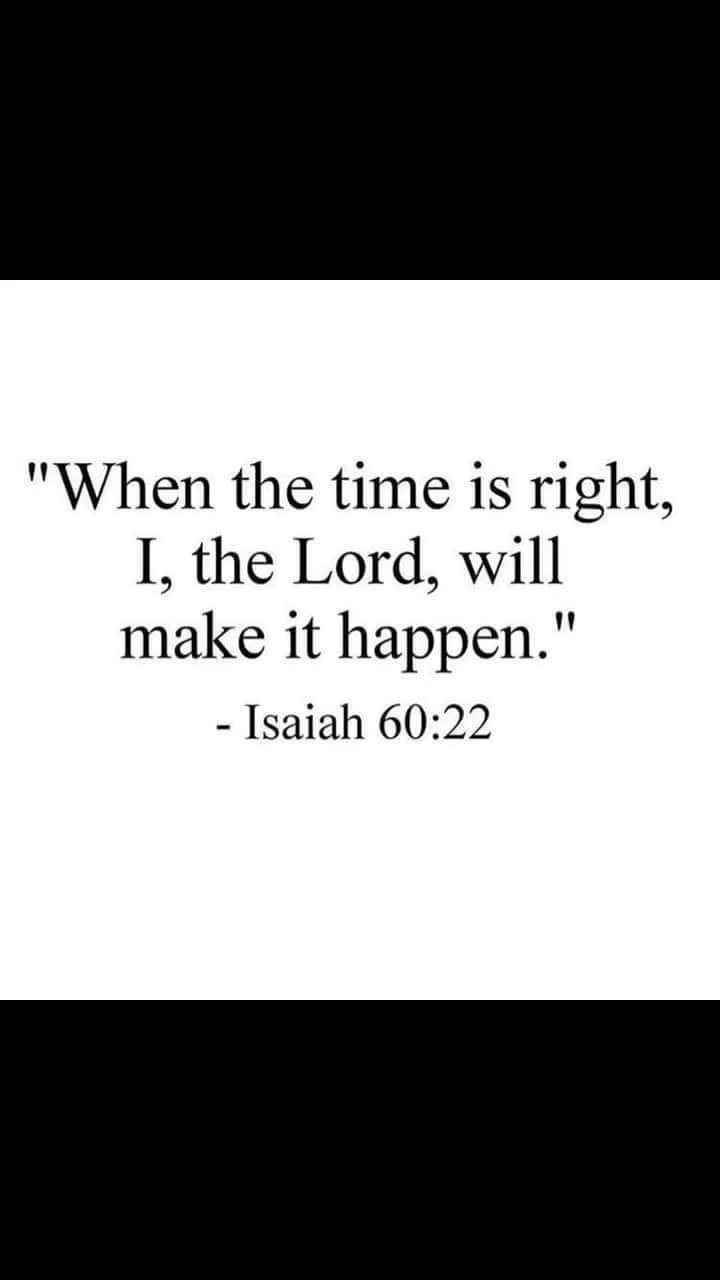 "When the time is right,
I, the Lord, will
make it happen."
- Isaiah 60:22